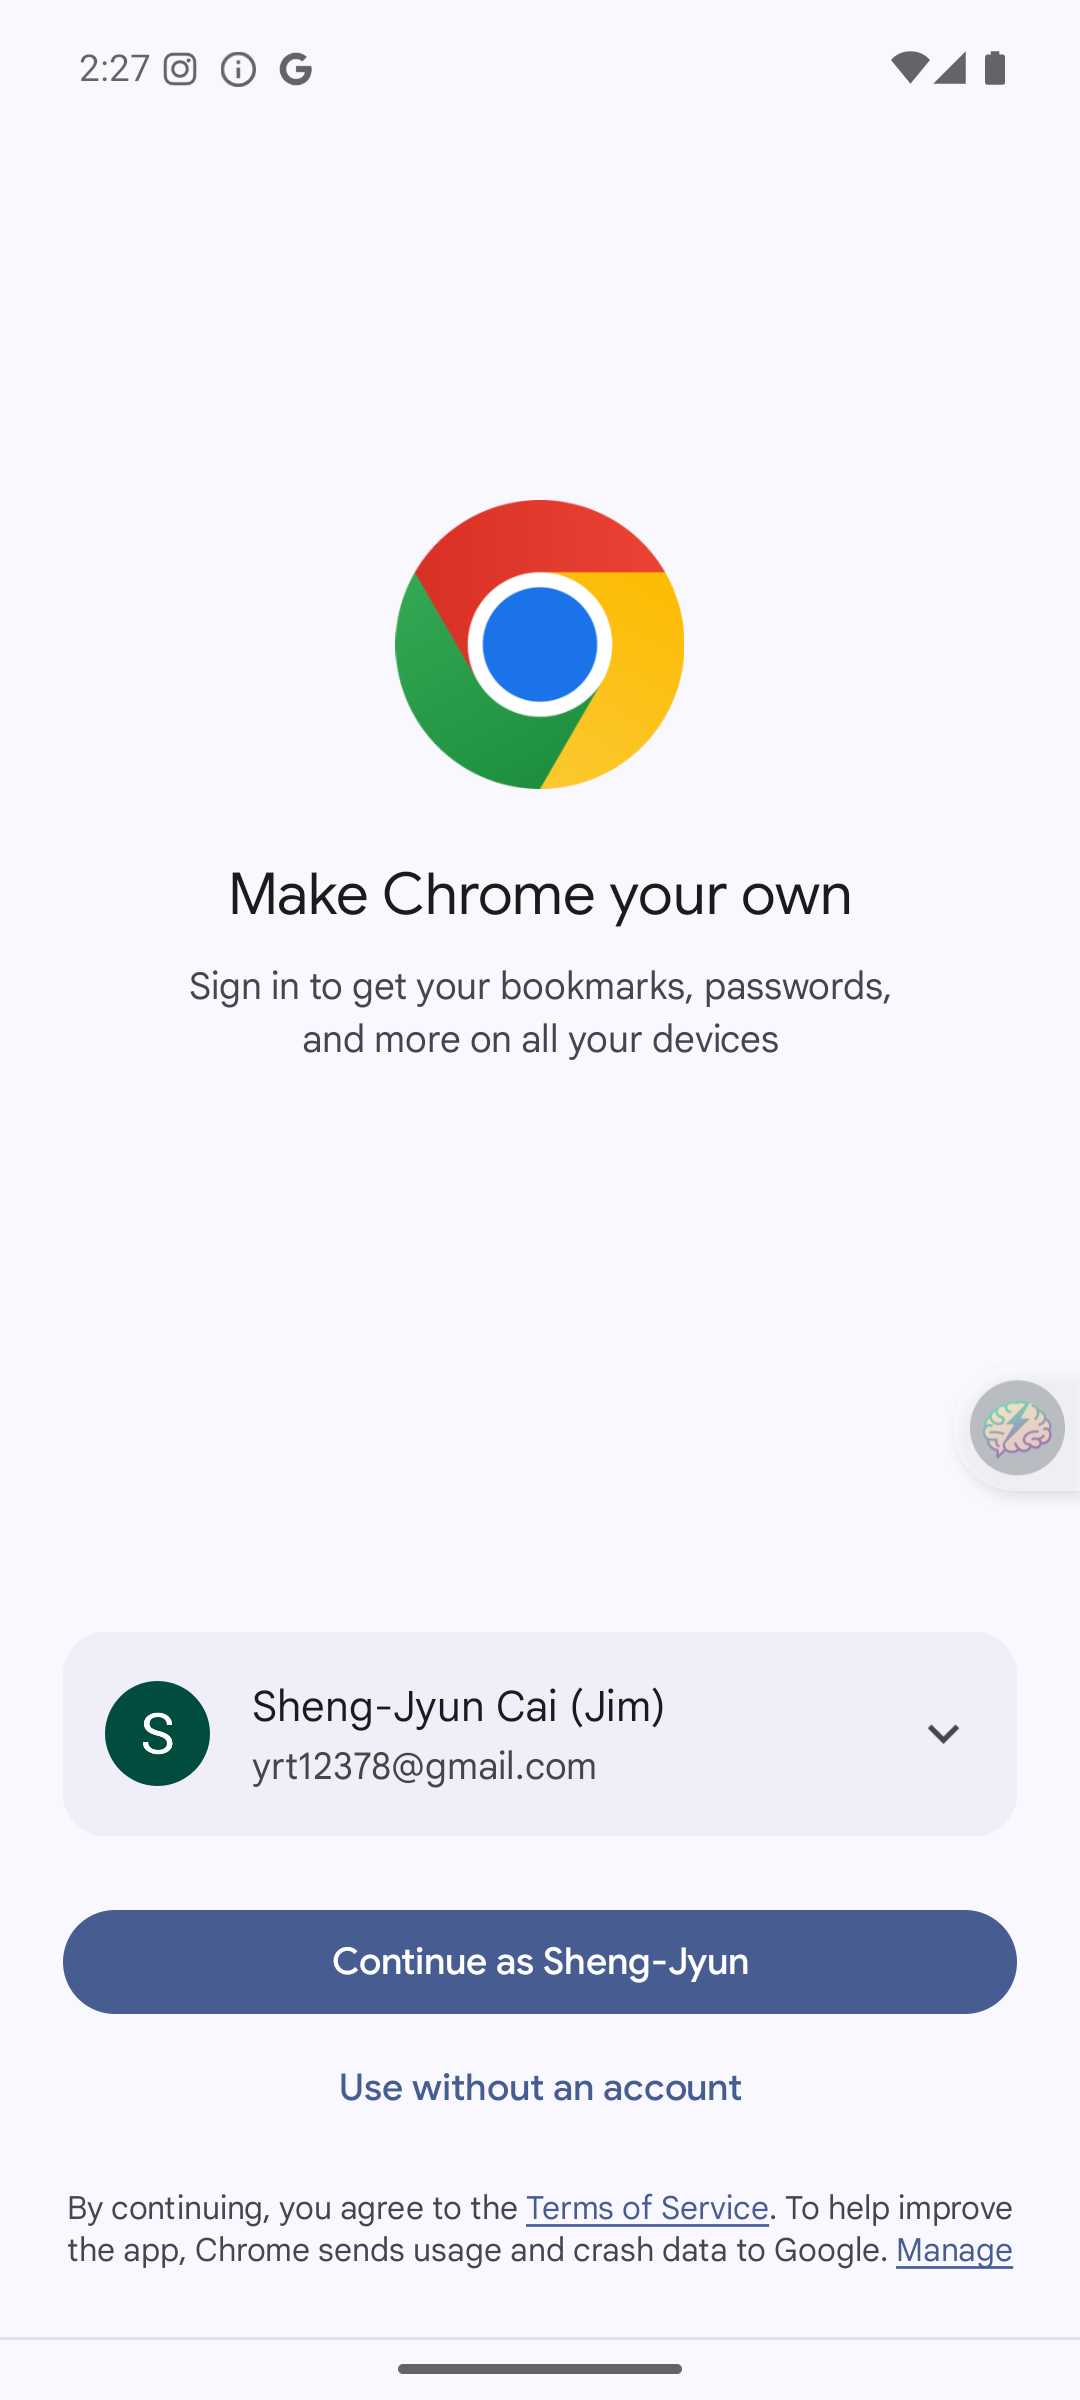 2:27
Make Chrome your own
Sign in to get your bookmarks, passwords,
and more on all your devices
S
Sheng-Jyun Cai (Jim)
yrt12378@gmail.com
Continue as Sheng-Jyun
Use without an account
By continuing, you agree to the Terms of Service. To help improve
the app, Chrome sends usage and crash data to Google. Manage